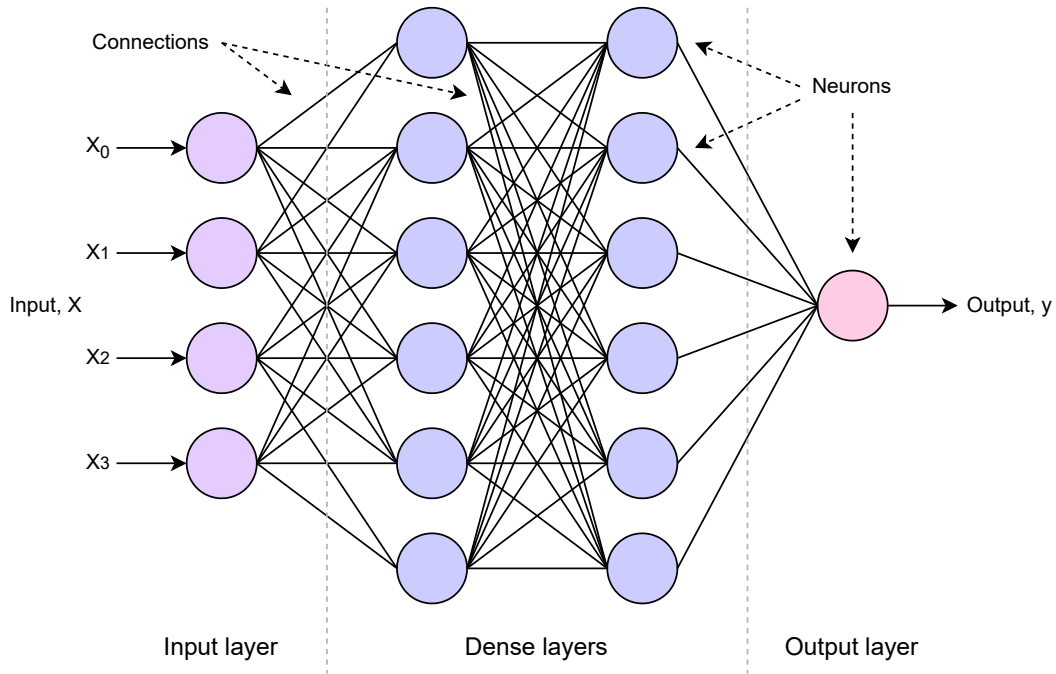 Connections
Neurons
X0
X1
Input, X
Output, y
X2
X3
Input layer
Dense layers
Output layer